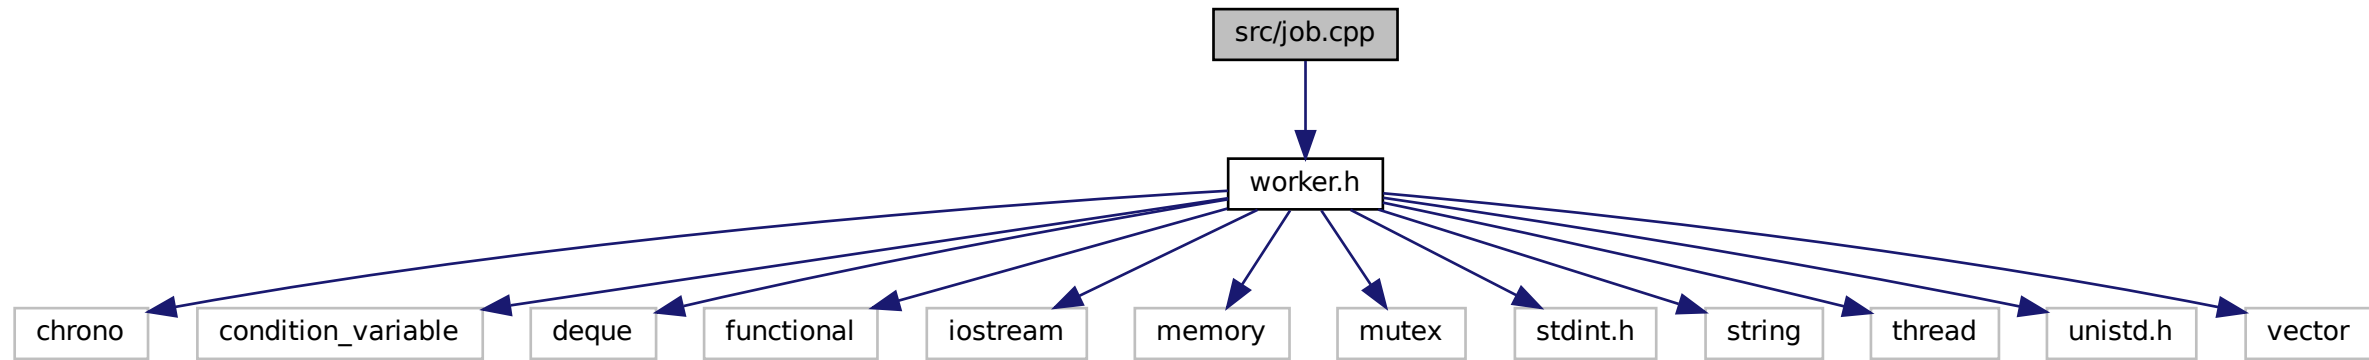 src/job.cpp
worker.h
chrono
condition_variable
deque
functional
iostream
memory
mutex
stdint.h
string
thread
unistd.h
vector